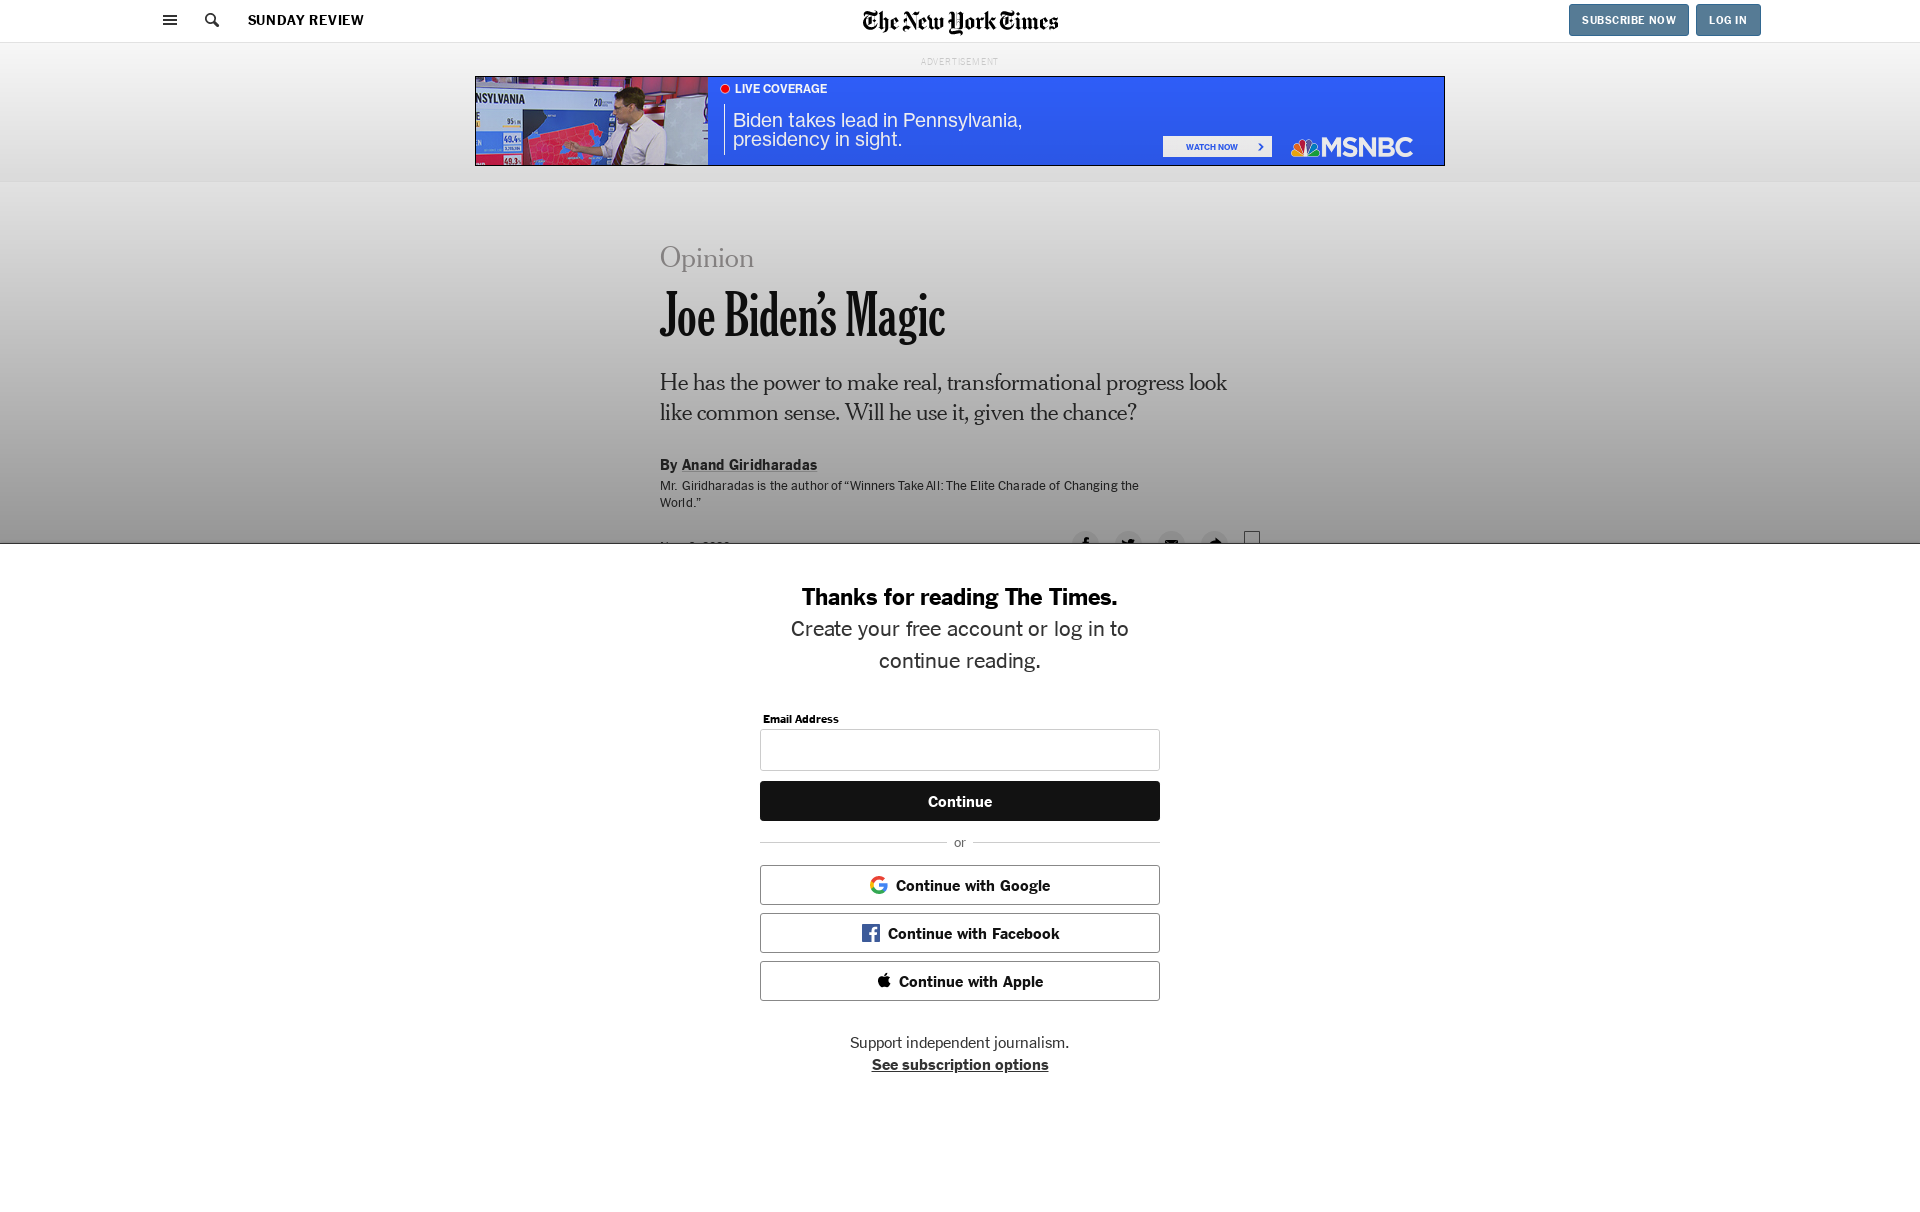 SUNDAY REVIEW
The New York Times
SUBSCRIBE NOW
LOG IN
ADVERTISEMENT
LIVE COVERAGE
Biden takes lead in Pennsylvania,
presidency in sight.
WATCH NOW
MSNBC
NSYLVANIA
Opinion
Joe Biden’s Magic
He has the power to make real, transformational progress look
like common sense. Will he use it, given the chance?
By Anand Giridharadas
Mr. Giridharadas is the author of “Winners Take All: The Elite Charade of Changing the
World.”
Thanks for reading The Times.
Create your free account or log in to
continue reading.
Email Address
Continue
or
Continue with Google
Continue with Facebook
Continue with Apple
Support independent journalism.
See subscription options